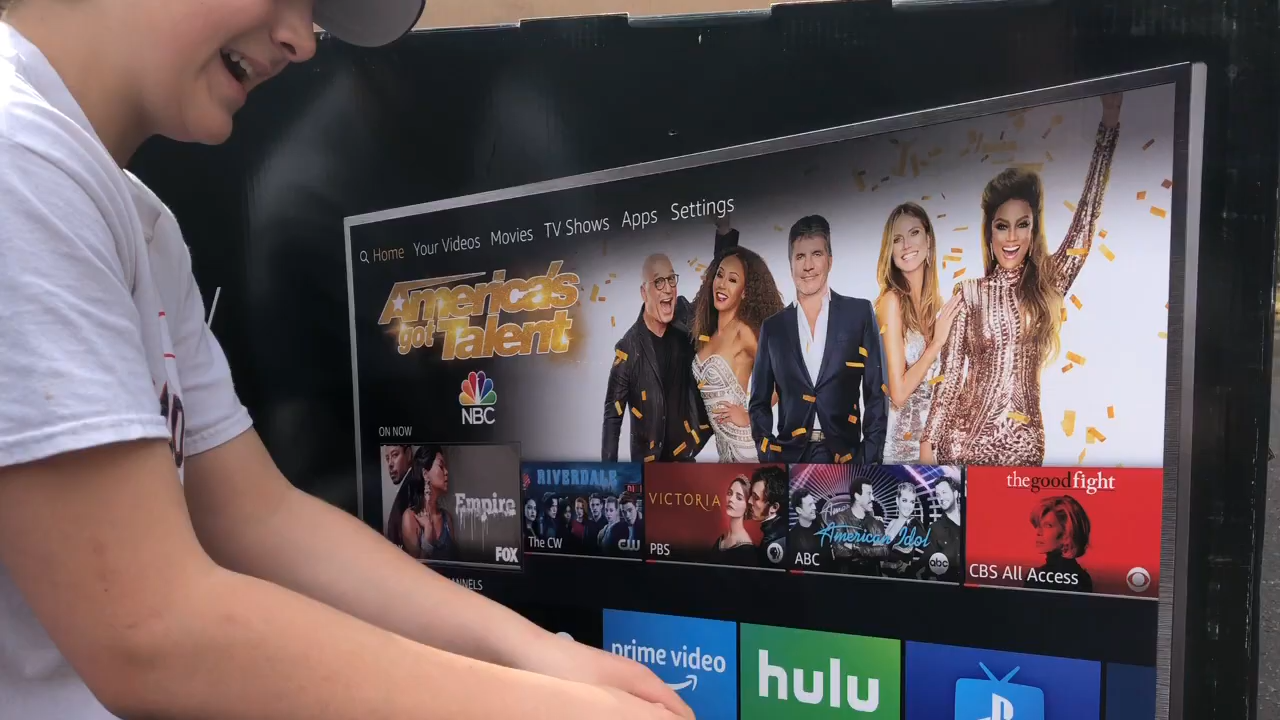 Home Your Videos Movies TV Shows Apps Settings
America's
got Talent
NBC
ON NOW
Empire
FOX
RIVERDALE
The CW
CW
VICTORIA
PBS
American Idol
ABC
abc
the good fight
CBS All Access
prime video
hulu